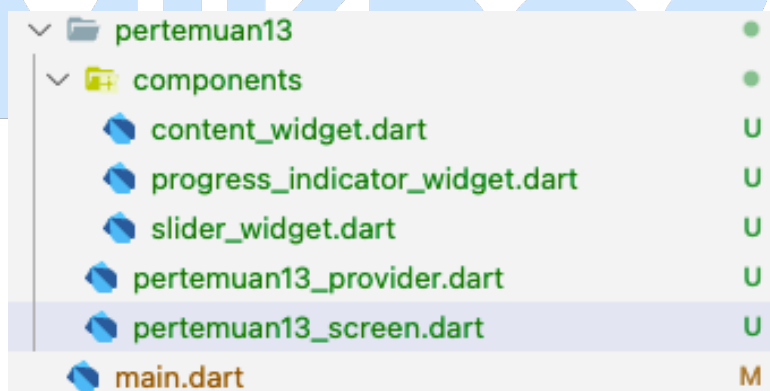 pertemuan13
components
content_widget.dart U
progress_indicator_widget.dart U
slider_widget.dart U
pertemuan13_provider.dart U
pertemuan13_screen.dart U
main.dart M